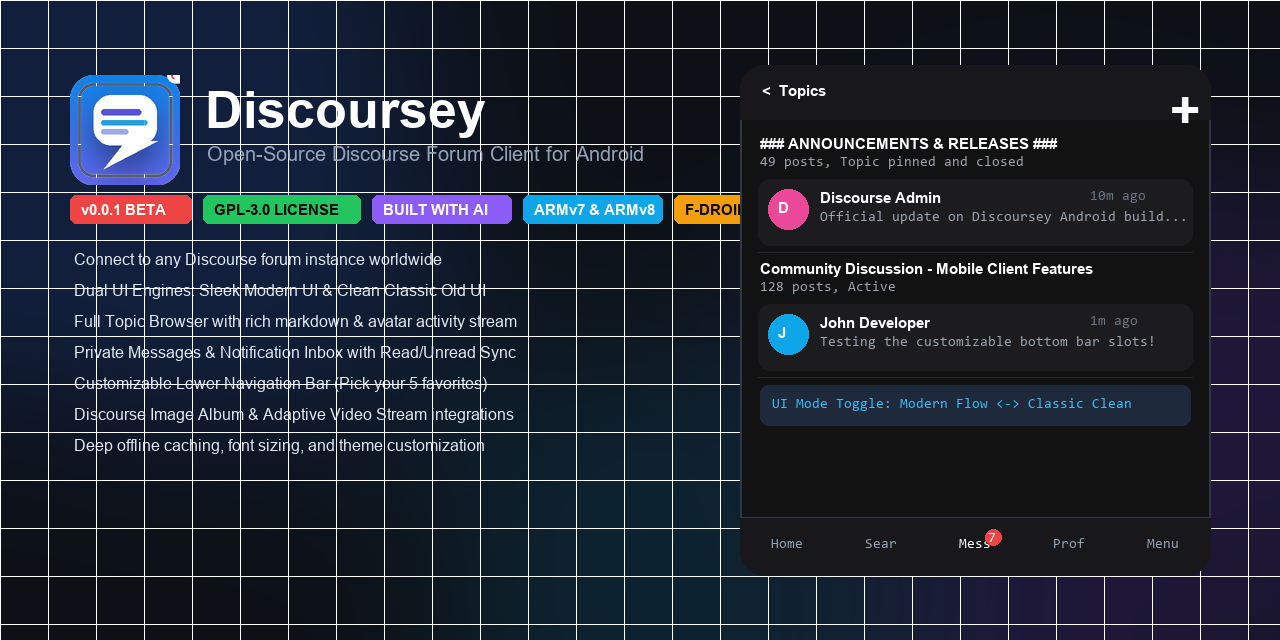 Discoursey
Open-Source Discourse Forum Client for Android
v0.0.1 BETA
GPL-3.0 LICENSE
BUILT WITH AI
ARMv7 & ARMv8
F-DROI
Connect to any Discourse forum instance worldwide
Dual UI Engines: Sleek Modern UI & Clean Classic Old UI
Full Topic Browser with rich markdown & avatar activity stream
Private Messages & Notification Inbox with Read/Unread Sync
Customizable Lower Navigation Bar (Pick your 5 favorites)
Discourse Image Album & Adaptive Video Stream integrations
Deep offline caching, font sizing, and theme customization
< Topics
+
### ANNOUNCEMENTS & RELEASES ###
49 posts, Topic pinned and closed
D
Discourse Admin
10m ago
Official update on Discoursey Android build...
Community Discussion - Mobile Client Features
128 posts, Active
J
John Developer
1m ago
Testing the customizable bottom bar slots!
UI Mode Toggle: Modern Flow <-> Classic Clean
Home
Sear
Mess
7
Prof
Menu